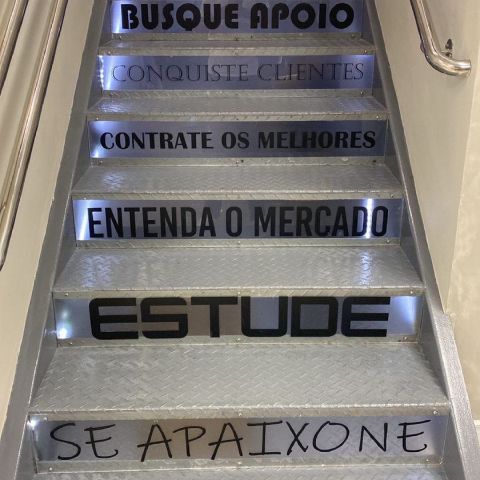 BUSQUE APOIO
CONQUISTE CLIENTES
CONTRATE OS MELHORES
ENTENDA O MERCADO
ESTUDE
SE APAIXONE